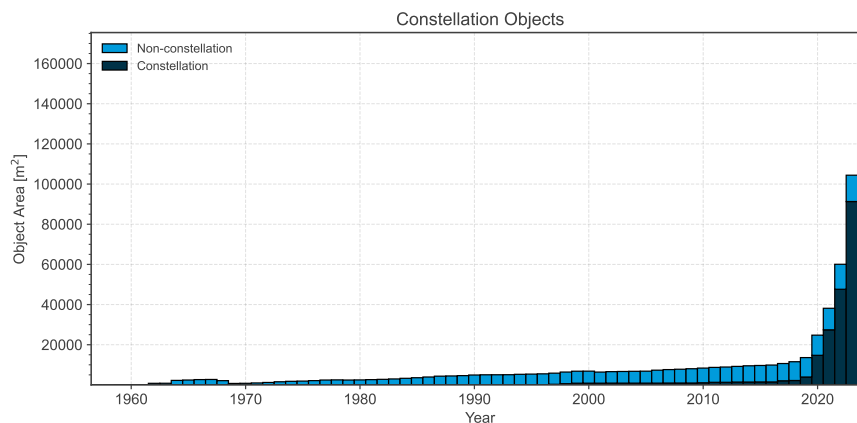 Constellation Objects
Non-constellation
Constellation
160000
140000
120000
100000
80000
60000
40000
20000
Object Area [m²]
1960 1970 1980 1990 2000 2010 2020
Year